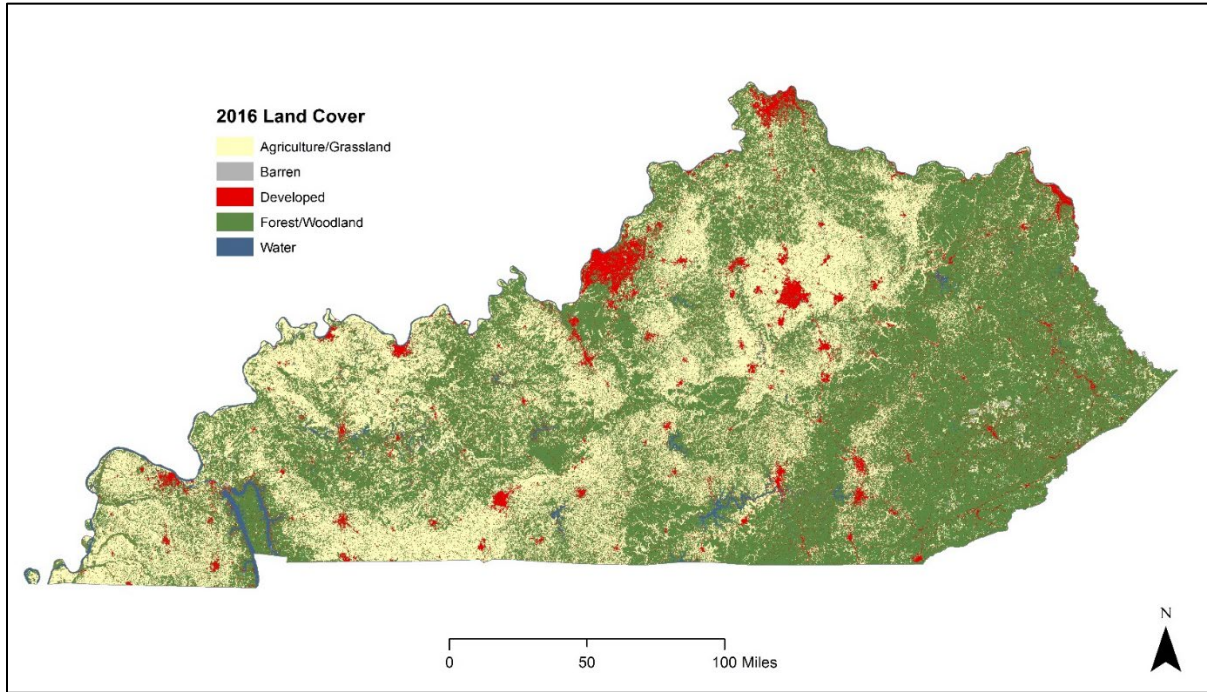 2016 Land Cover
Agriculture/Grassland
Barren
Developed
Forest/Woodland
Water
N
0 50 100 Miles